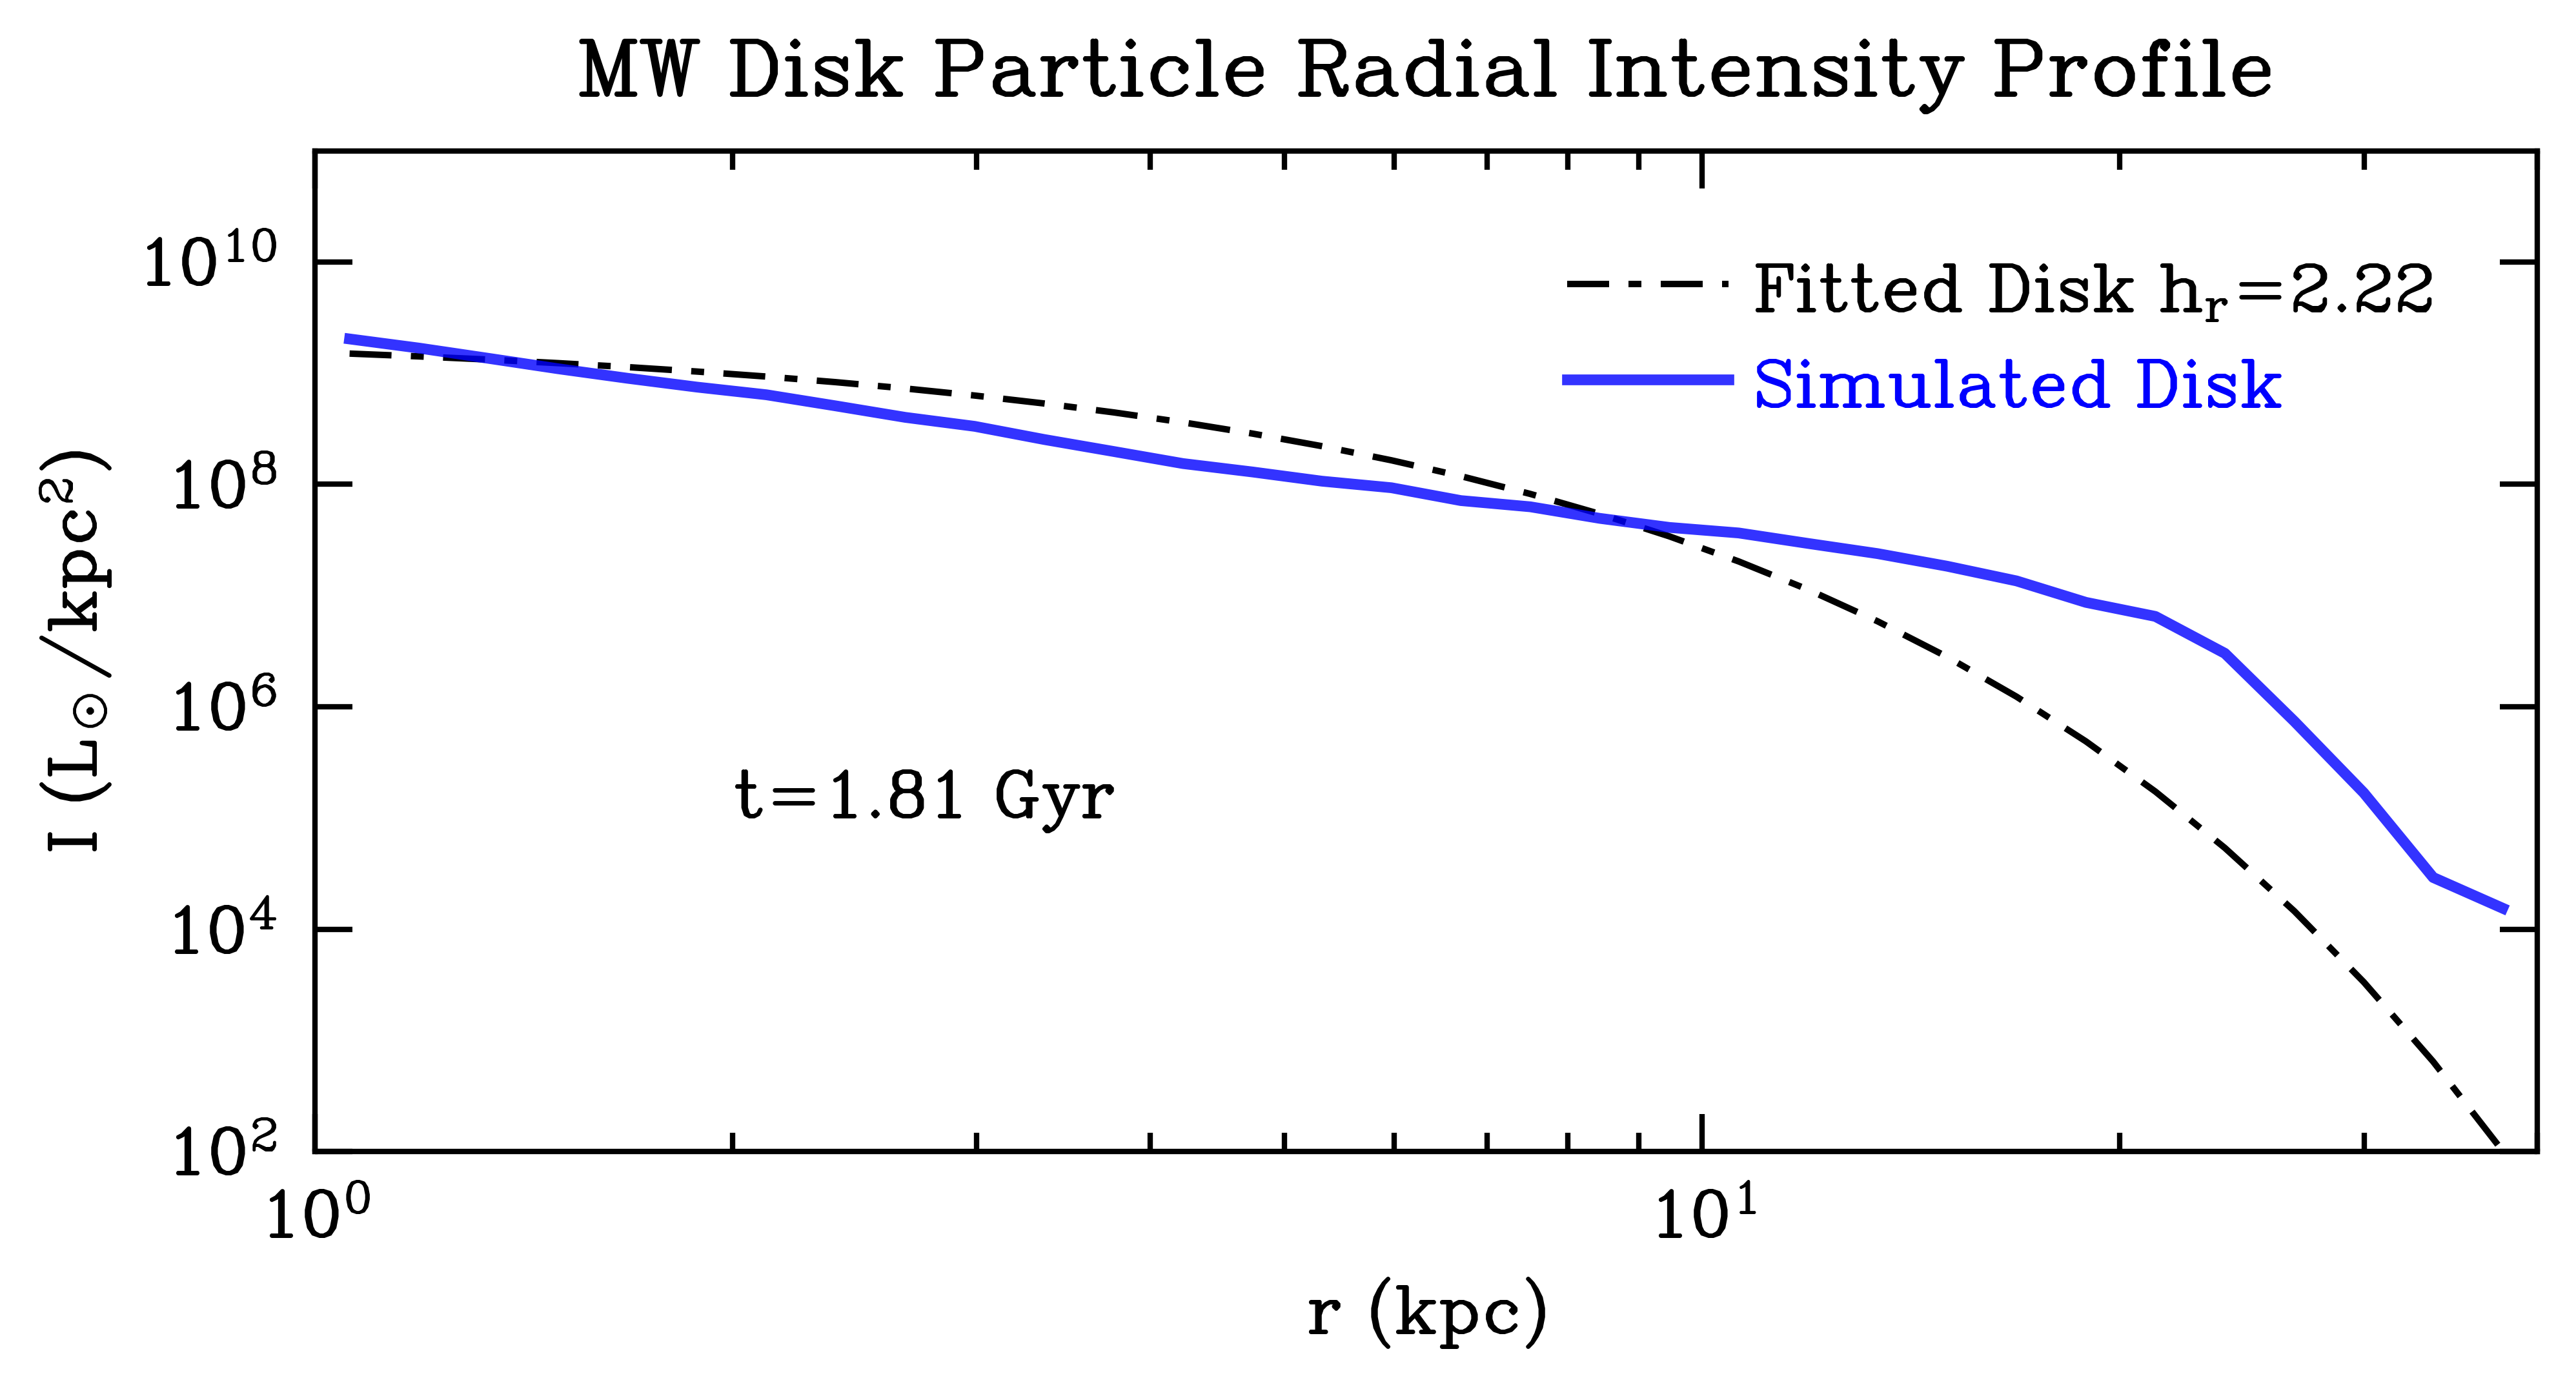 MW Disk Particle Radial Intensity Profile
I (L⊙/kpc²)
10¹⁰
10⁸
10⁶
10⁴
10²
Fitted Disk hᵣ=2.22
Simulated Disk
t=1.81 Gyr
10⁰
10¹
r (kpc)